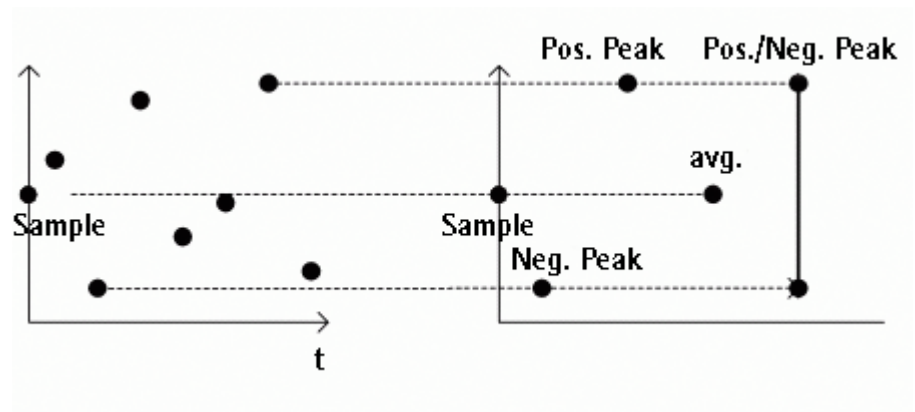 Pos. Peak Pos./Neg. Peak
avg.
Sample Sample
Neg. Peak
t